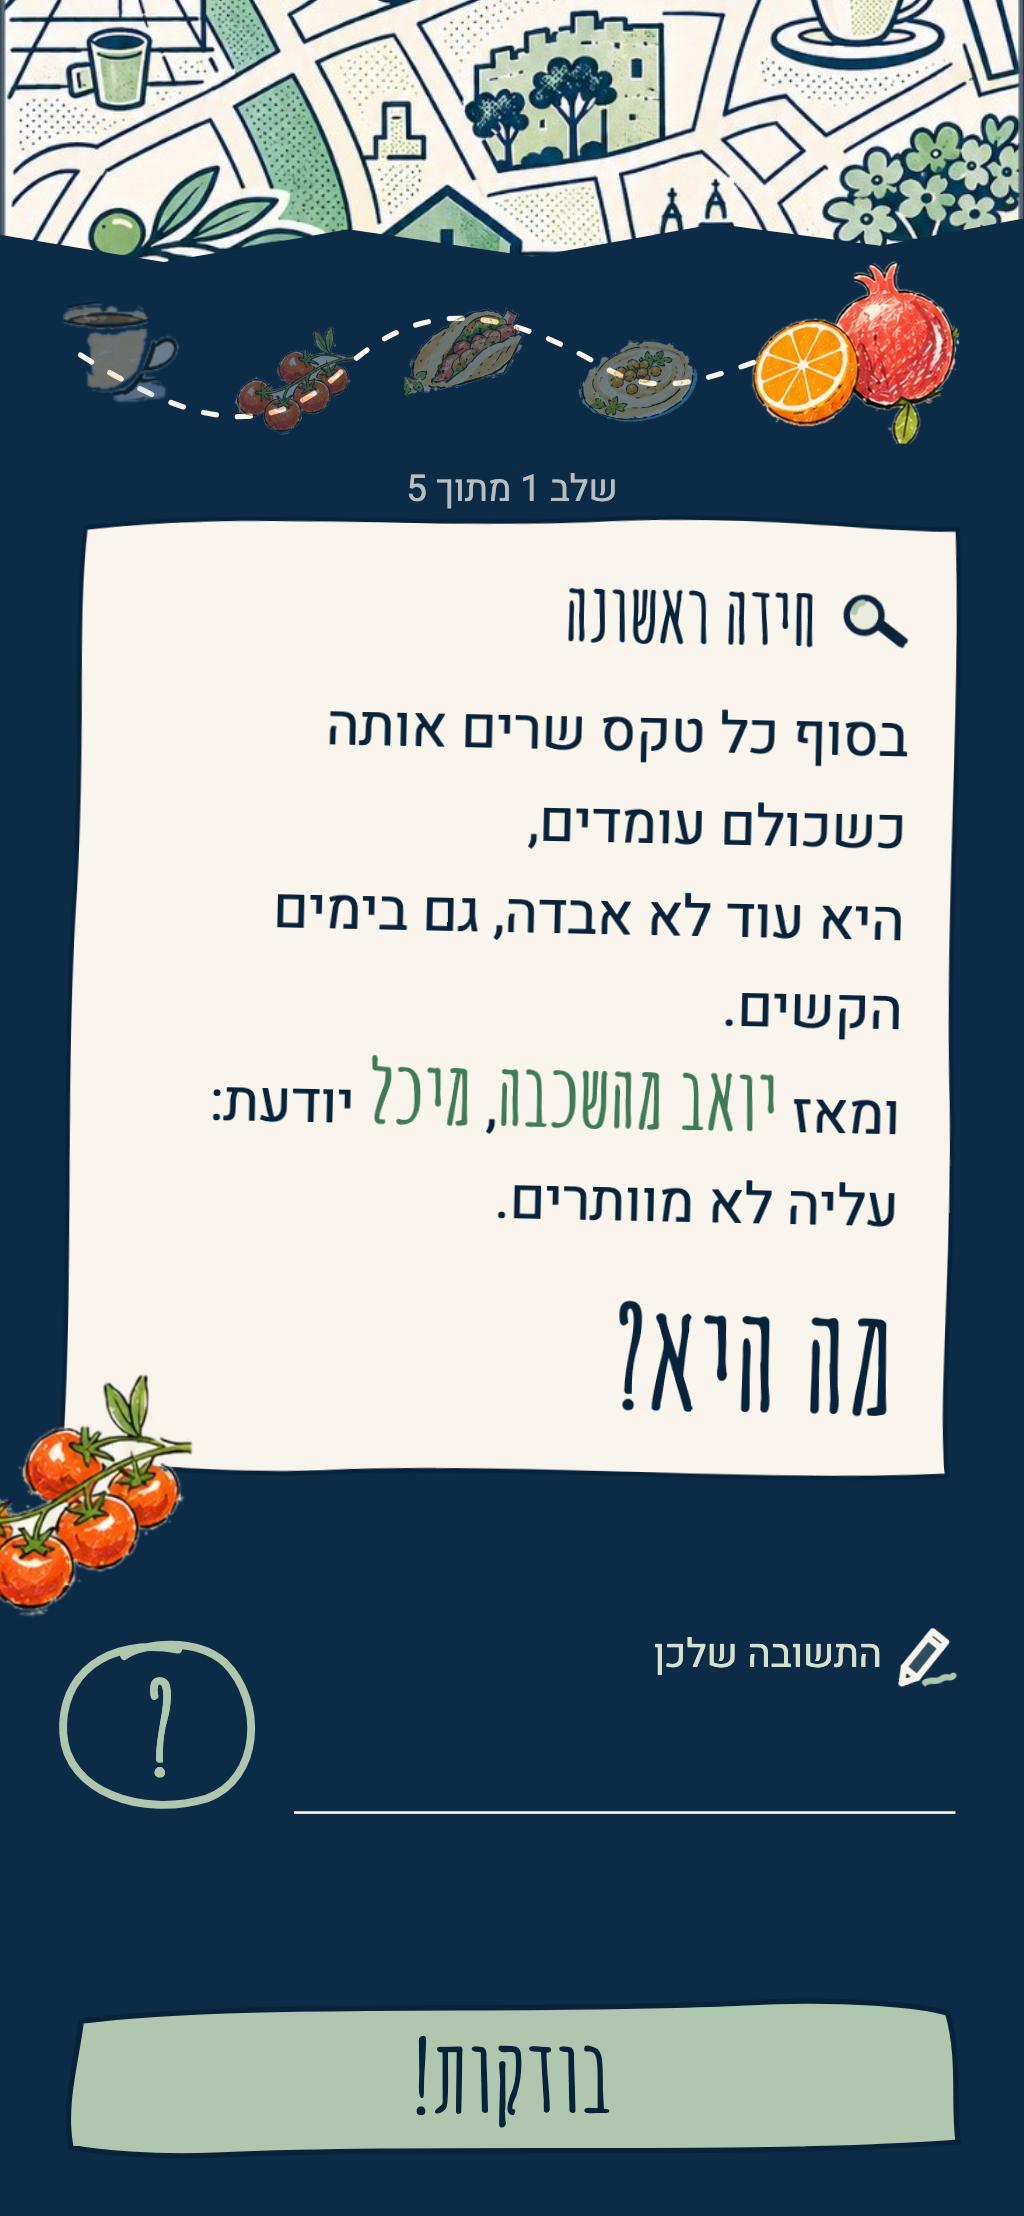 שלב 1 מתוך 5
חידה ראשונה
בסוף כל טקס שרים אותה
כשכולם עומדים,
היא עוד לא אבדה, גם בימים
הקשים.
ומאז יואב מהשכבה, מיכל יודעת:
עליה לא מוותרים.
מה היא?
התשובה שלכן
?
בודקות!